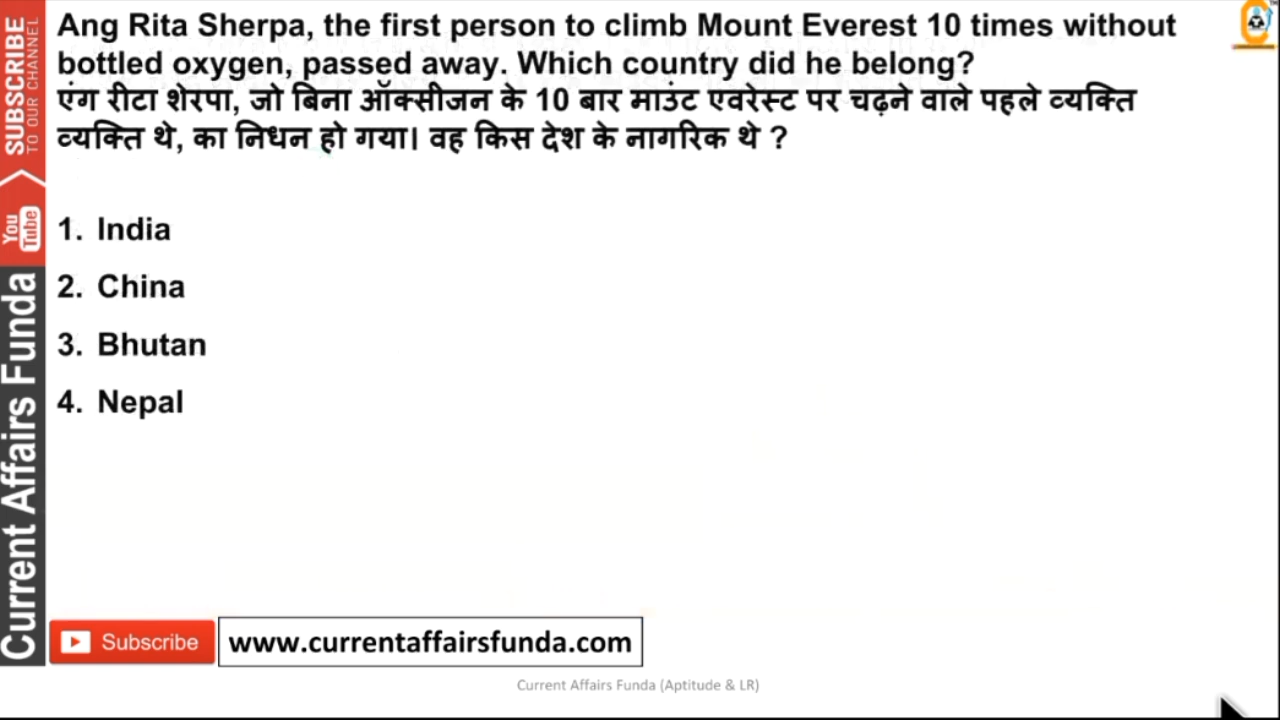 Ang Rita Sherpa, the first person to climb Mount Everest 10 times without
bottled oxygen, passed away. Which country did he belong?
एंग रीटा शेरपा, जो बिना ऑक्सीजन के 10 बार माउंट एवरेस्ट पर चढ़ने वाले पहले व्यक्ति
व्यक्ति थे, का निधन हो गया। वह किस देश के नागरिक थे ?
1. India
2. China
3. Bhutan
4. Nepal
SUBSCRIBE
TO OUR CHANNEL
You
Tube
Current Affairs Funda
Subscribe
www.currentaffairsfunda.com
Current Affairs Funda (Aptitude & LR)